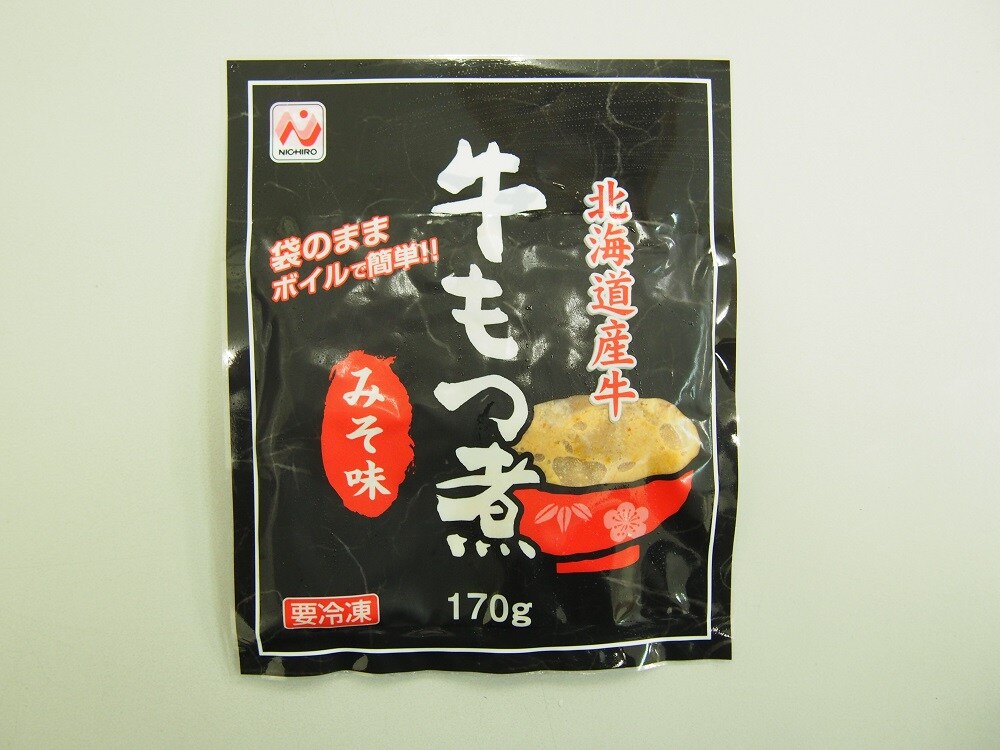 NICHIRO
北海道産牛
牛もつ煮
袋のまま
ボイルで簡単!!
みそ味
要冷凍
170g